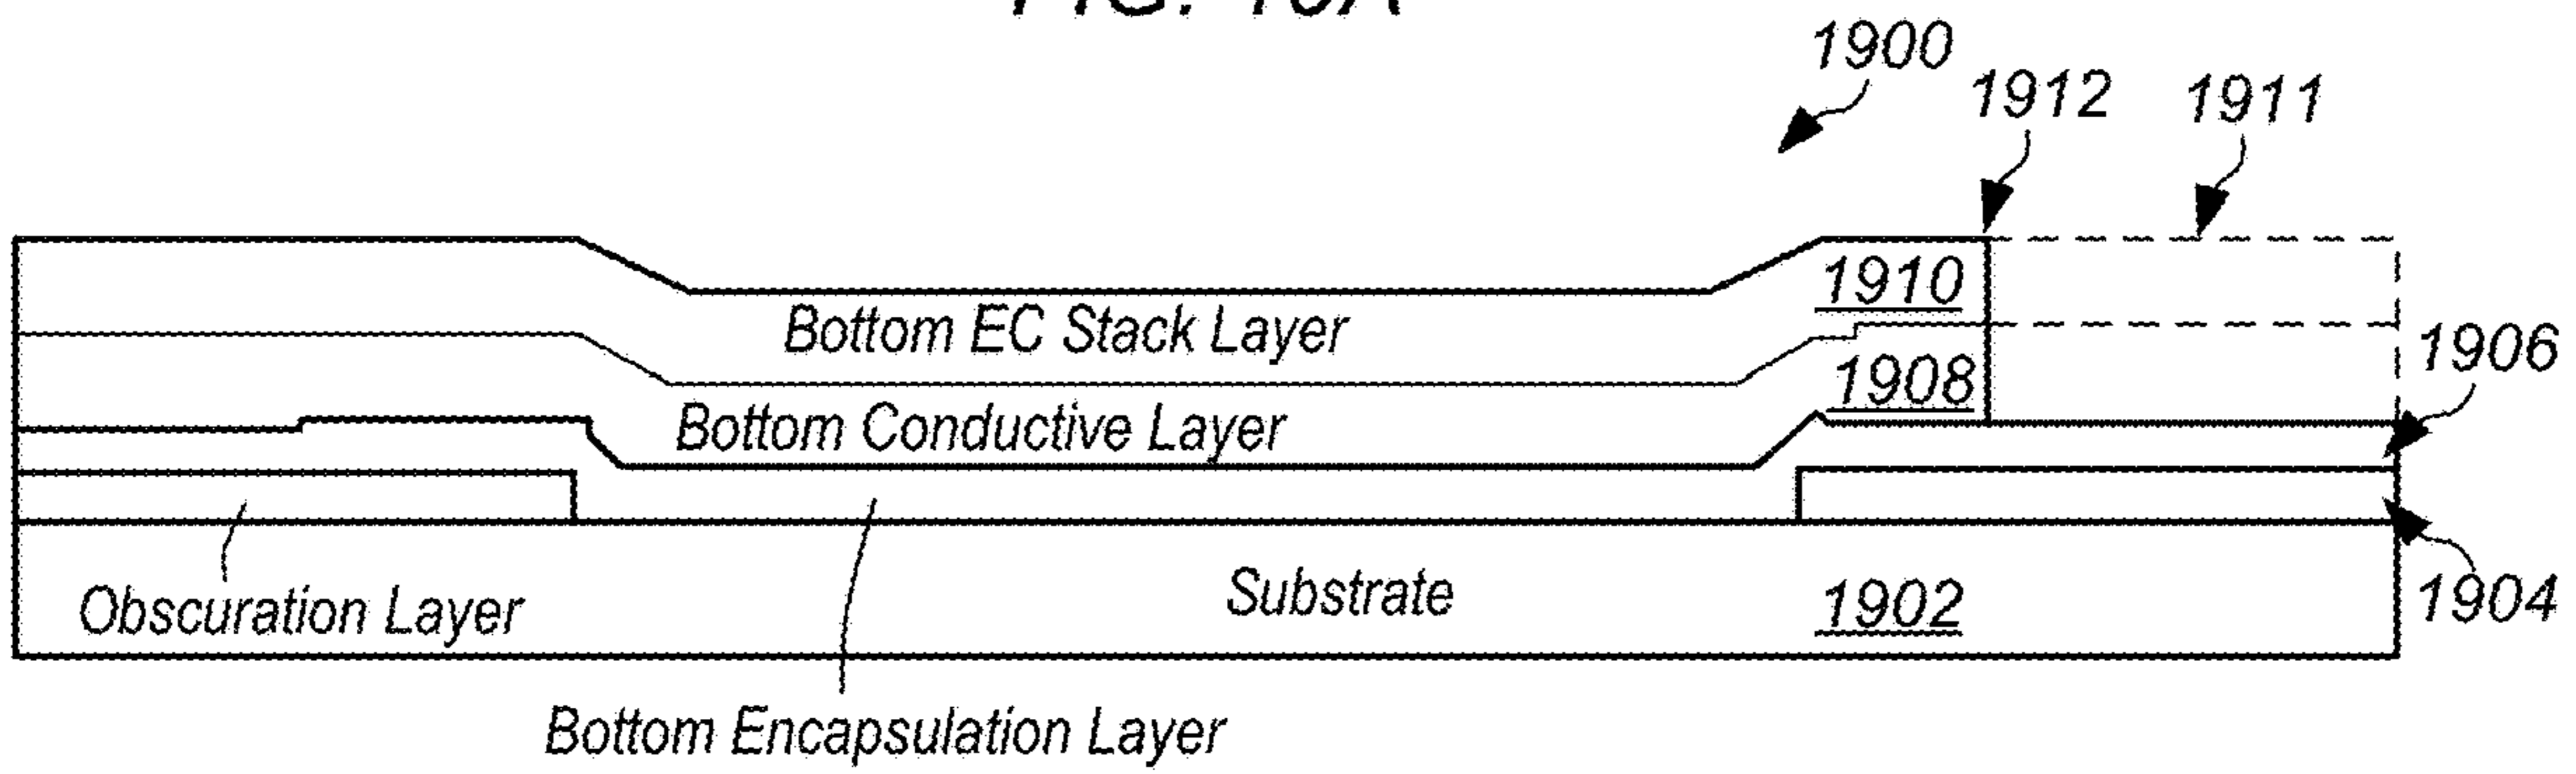 FIG.
1900
1912
1911
1910
Bottom EC Stack Layer
1906
1908
Bottom Conductive Layer
Substrate
Obscuration Layer
1902
1904
Bottom Encapsulation Layer